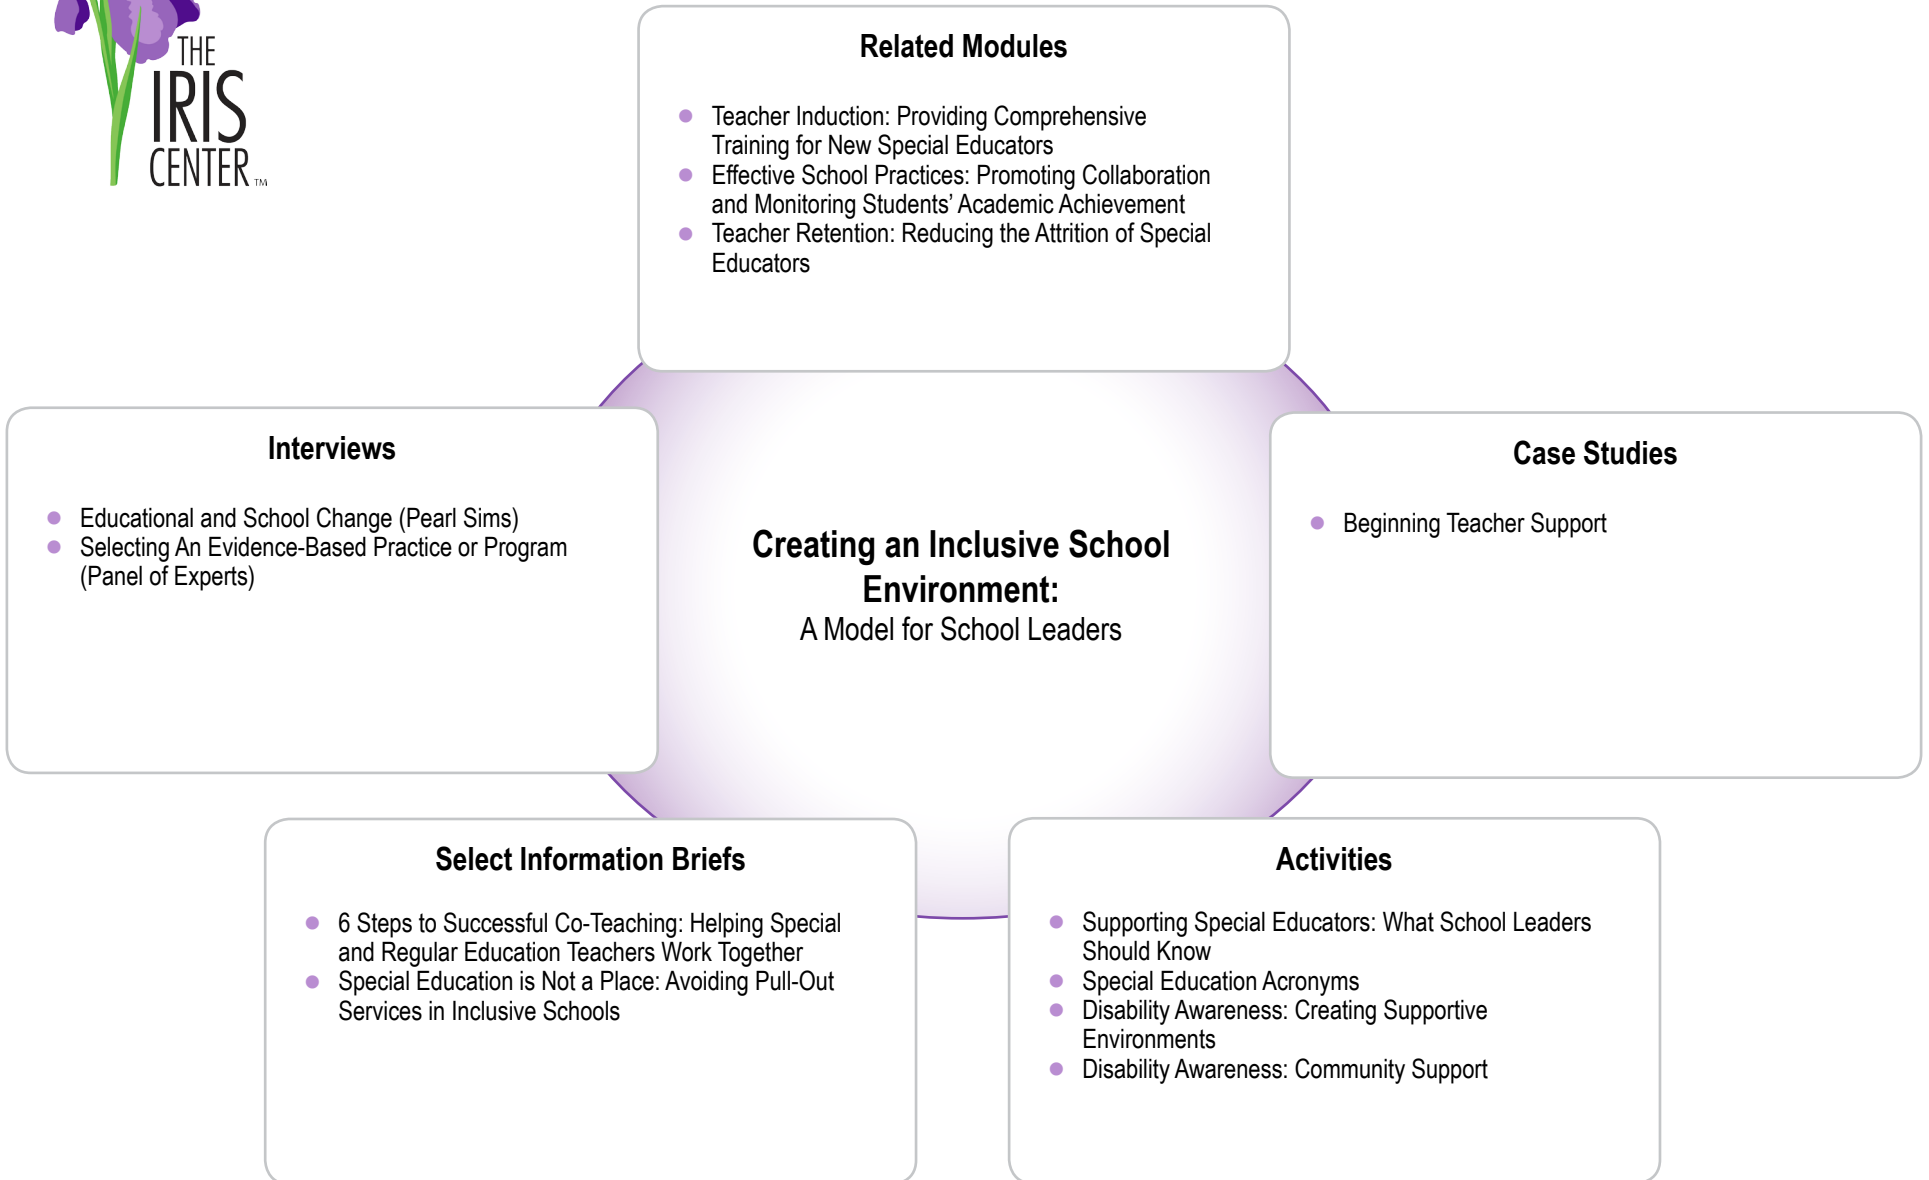 THE
IRIS
CENTER™
Related Modules
Teacher Induction: Providing Comprehensive
Training for New Special Educators
Effective School Practices: Promoting Collaboration
and Monitoring Students’ Academic Achievement
Teacher Retention: Reducing the Attrition of Special
Educators
Interviews
Educational and School Change (Pearl Sims)
Selecting An Evidence-Based Practice or Program
(Panel of Experts)
Creating an Inclusive School
Environment:
A Model for School Leaders
Case Studies
Beginning Teacher Support
Select Information Briefs
6 Steps to Successful Co-Teaching: Helping Special
and Regular Education Teachers Work Together
Special Education is Not a Place: Avoiding Pull-Out
Services in Inclusive Schools
Activities
Supporting Special Educators: What School Leaders
Should Know
Special Education Acronyms
Disability Awareness: Creating Supportive
Environments
Disability Awareness: Community Support